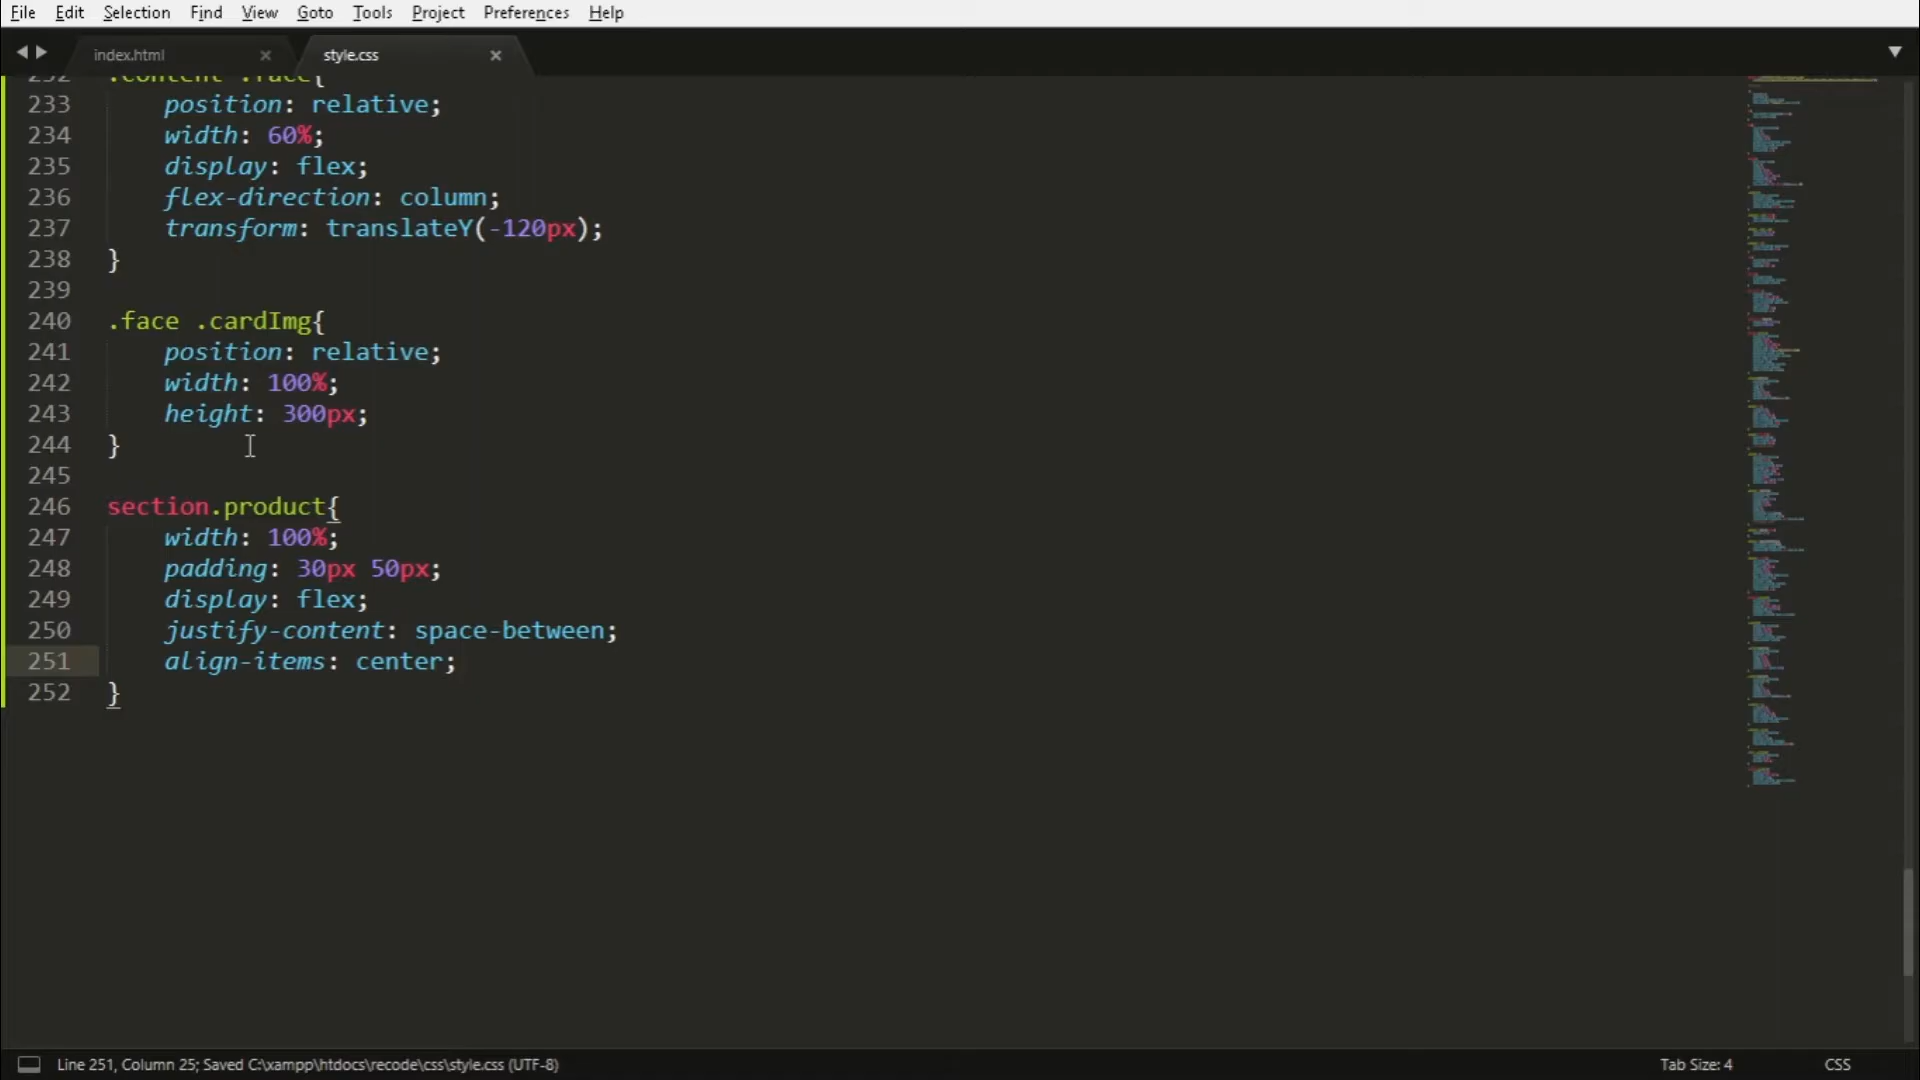 File Edit Selection Find View Goto Tools Project Preferences Help
index.html × style.css ×
232 .content .face{
233 position: relative;
234 width: 60%;
235 display: flex;
236 flex-direction: column;
237 transform: translateY(-120px);
238 }
239
240 .face .cardImg{
241 position: relative;
242 width: 100%;
243 height: 300px;
244 }
245
246 section.product{
247 width: 100%;
248 padding: 30px 50px;
249 display: flex;
250 justify-content: space-between;
251 align-items: center;
252 }
Line 251, Column 25; Saved C:\xampp\htdocs\recode\css\style.css (UTF-8) Tab Size: 4 CSS